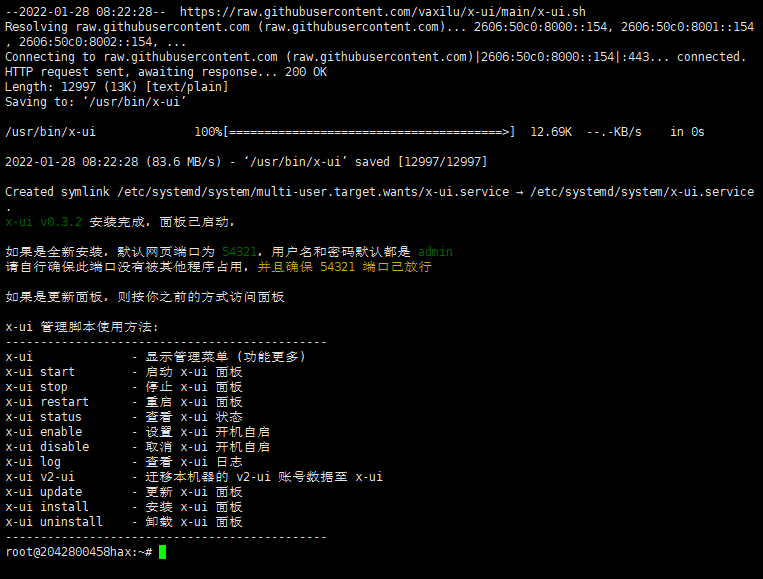 --2022-01-28 08:22:28--  https://raw.githubusercontent.com/vaxilu/x-ui/main/x-ui.sh
Resolving raw.githubusercontent.com (raw.githubusercontent.com)... 2606:50c0:8000::154, 2606:50c0:8001::154
, 2606:50c0:8002::154, ...
Connecting to raw.githubusercontent.com (raw.githubusercontent.com)|2606:50c0:8000::154|:443... connected.
HTTP request sent, awaiting response... 200 OK
Length: 12997 (13K) [text/plain]
Saving to: ‘/usr/bin/x-ui’
/usr/bin/x-ui              100%[=======================================>]  12.69K  --.-KB/s    in 0s
2022-01-28 08:22:28 (83.6 MB/s) - ‘/usr/bin/x-ui’ saved [12997/12997]
Created symlink /etc/systemd/system/multi-user.target.wants/x-ui.service → /etc/systemd/system/x-ui.service
.
x-ui v0.3.2 安装完成，面板已启动，
如果是全新安装，默认网页端口为 54321，用户名和密码默认都是 admin
请自行确保此端口没有被其他程序占用，并且确保 54321 端口已放行
如果是更新面板，则按你之前的方式访问面板
x-ui 管理脚本使用方法:
----------------------------------------------
x-ui              - 显示管理菜单 (功能更多)
x-ui start        - 启动 x-ui 面板
x-ui stop         - 停止 x-ui 面板
x-ui restart      - 重启 x-ui 面板
x-ui status       - 查看 x-ui 状态
x-ui enable       - 设置 x-ui 开机自启
x-ui disable      - 取消 x-ui 开机自启
x-ui log          - 查看 x-ui 日志
x-ui v2-ui        - 迁移本机器的 v2-ui 账号数据至 x-ui
x-ui update       - 更新 x-ui 面板
x-ui install      - 安装 x-ui 面板
x-ui uninstall    - 卸载 x-ui 面板
----------------------------------------------
root@2042800458hax:~#